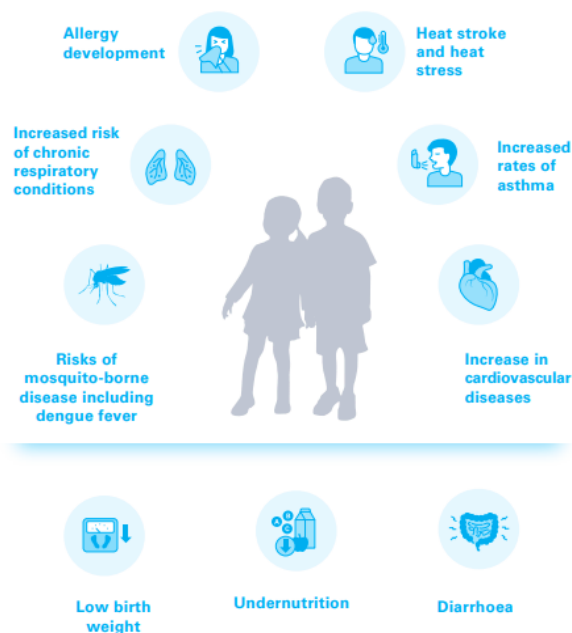 Allergy
development
Heat stroke
and heat
stress
Increased risk
of chronic
respiratory
conditions
Increased
rates of
asthma
Risks of
mosquito-borne
disease including
dengue fever
Increase in
cardiovascular
diseases
A
B
C
Low birth
weight
Undernutrition
Diarrhoea